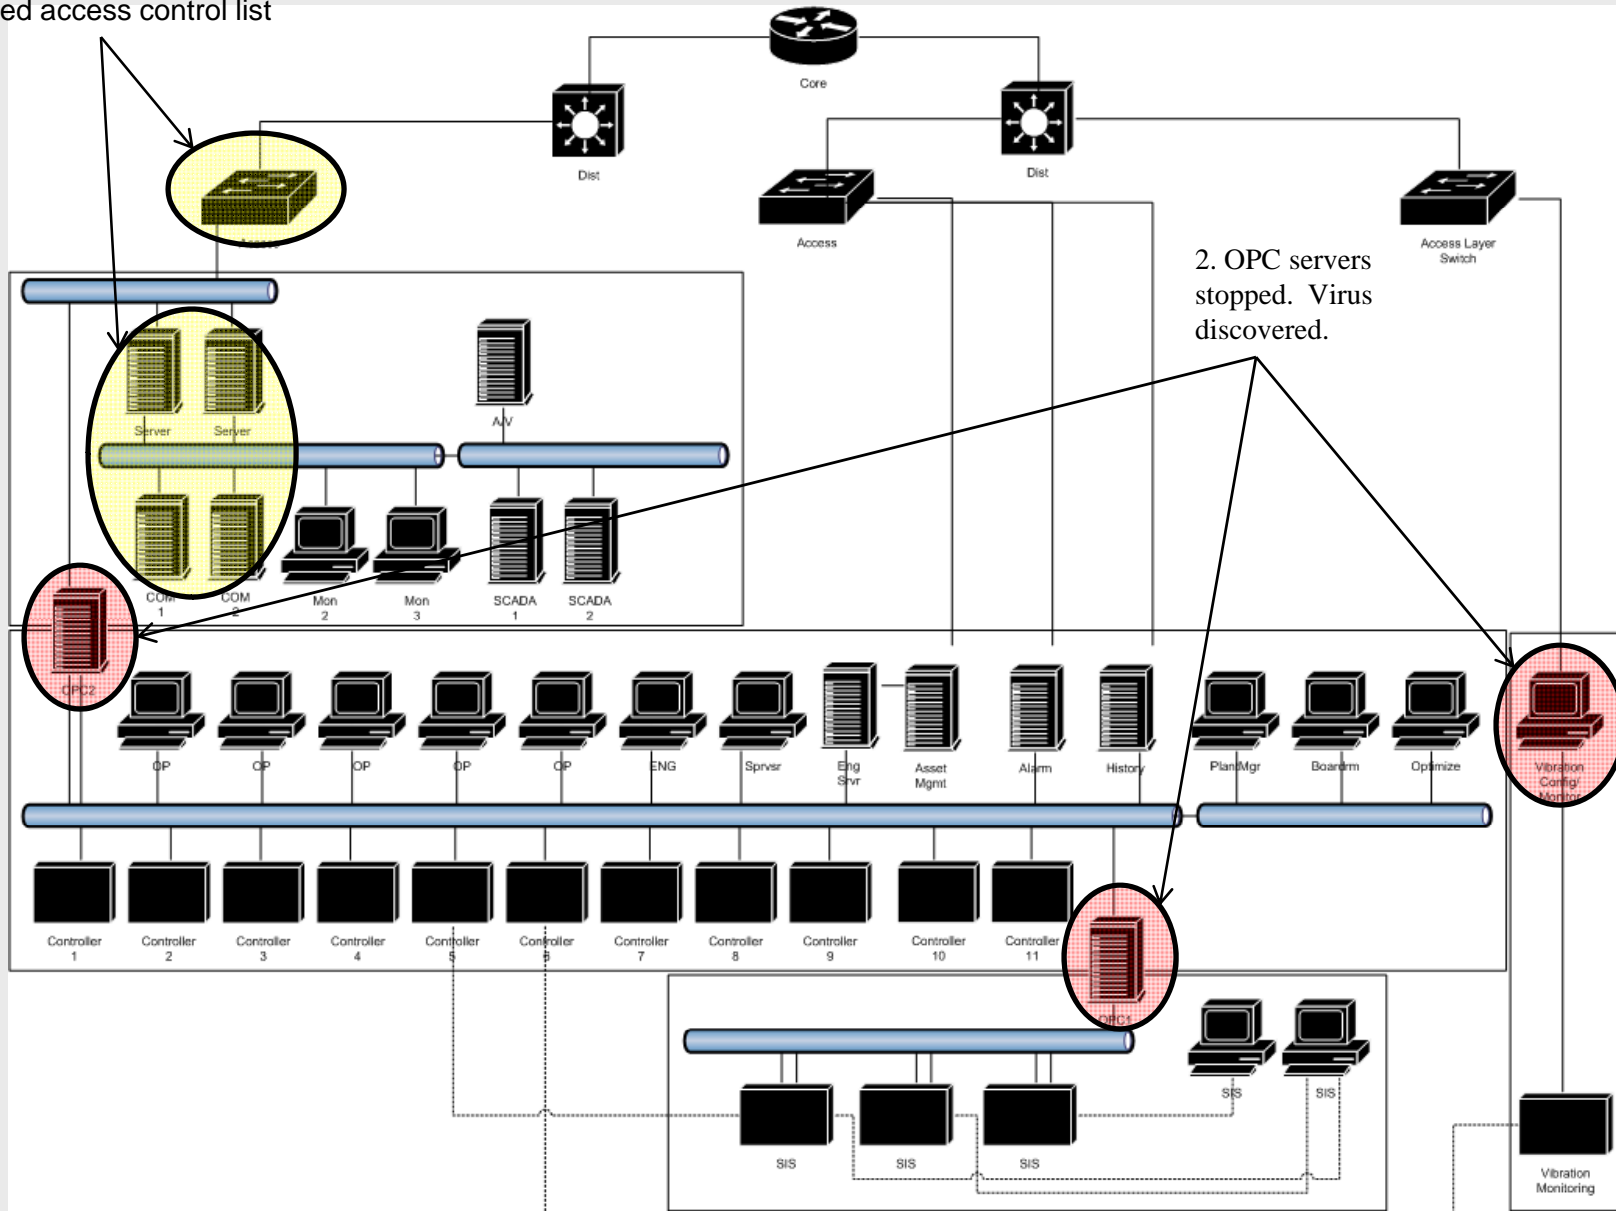 ed access control list
Core
Dist
Dist
Access
Access
Access Layer
Switch
2. OPC servers
stopped. Virus
discovered.
Server
Server
A/V
COM
1
COM
2
Mon
2
Mon
3
SCADA
1
SCADA
2
OPC2
OP
OP
OP
OP
OP
ENG
Sprvsr
Eng
Srvr
Asset
Mgmt
Alarm
History
PlantMgr
Boardrm
Optimize
Vibration
Config/
Monitor
Controller
1
Controller
2
Controller
3
Controller
4
Controller
5
Controller
6
Controller
7
Controller
8
Controller
9
Controller
10
Controller
11
OPC1
SIS
SIS
SIS
SIS
SIS
Vibration
Monitoring